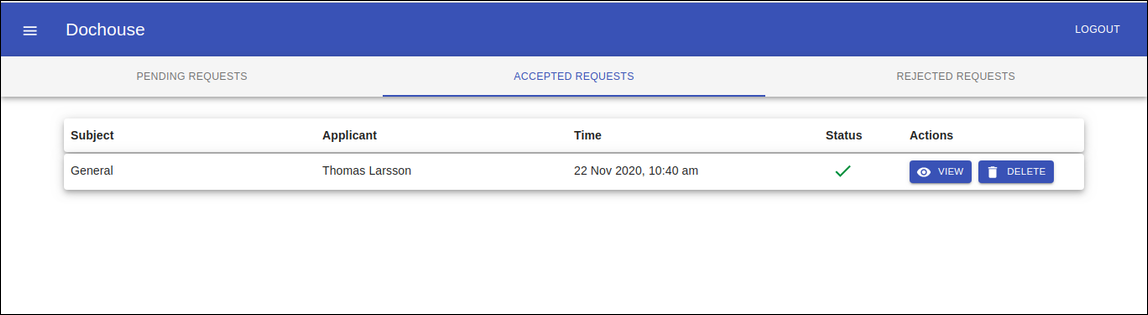 Dochouse LOGOUT
PENDING REQUESTS ACCEPTED REQUESTS REJECTED REQUESTS
Subject Applicant Time Status Actions
General Thomas Larsson 22 Nov 2020, 10:40 am VIEW DELETE